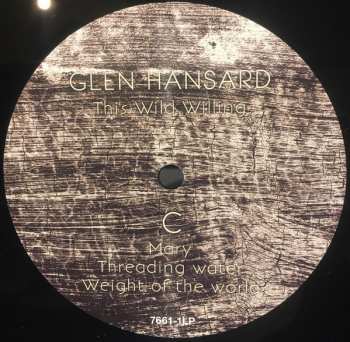 GLEN HANSARD
This Wild Willing
C
Mary
Threading water
Weight of the world
7661-1LP